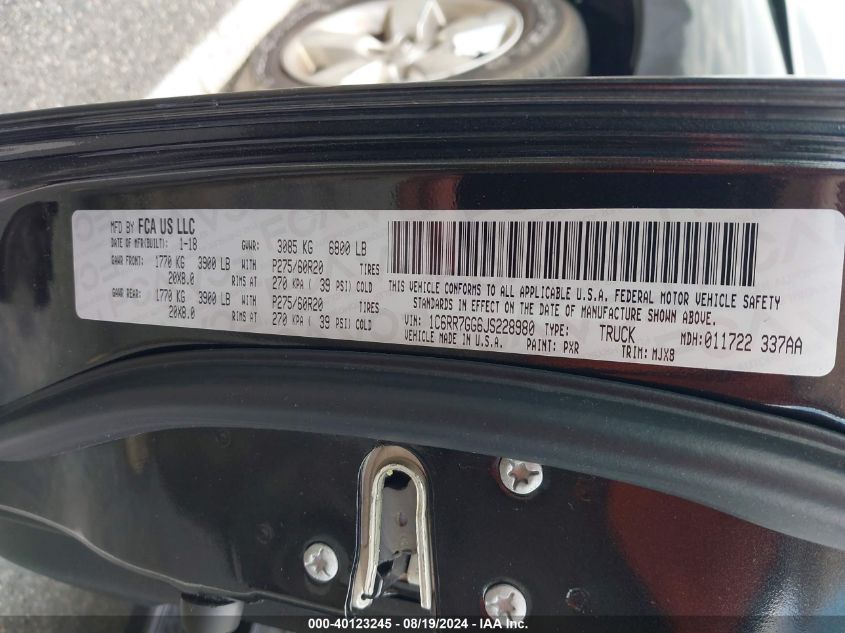 MFD BY FCA US LLC
DATE OF MFR(BUILT): 1-18 GVWR: 3085 KG 6800 LB
GAWR FRONT: 1770 KG 3900 LB WITH P275/60R20 TIRES
20X8.0 RIMS AT 270 KPA ( 39 PSI) COLD
GAWR REAR: 1770 KG 3900 LB WITH P275/60R20 TIRES
20X8.0 RIMS AT 270 KPA ( 39 PSI) COLD
THIS VEHICLE CONFORMS TO ALL APPLICABLE U.S.A. FEDERAL MOTOR VEHICLE SAFETY
STANDARDS IN EFFECT ON THE DATE OF MANUFACTURE SHOWN ABOVE.
VIN: 1C6RR7GG6JS228980 TYPE: TRUCK MDH:011722 337AA
VEHICLE MADE IN U.S.A. PAINT: PXR TRIM: MJX8
000-40123245 - 08/19/2024 - IAA Inc.